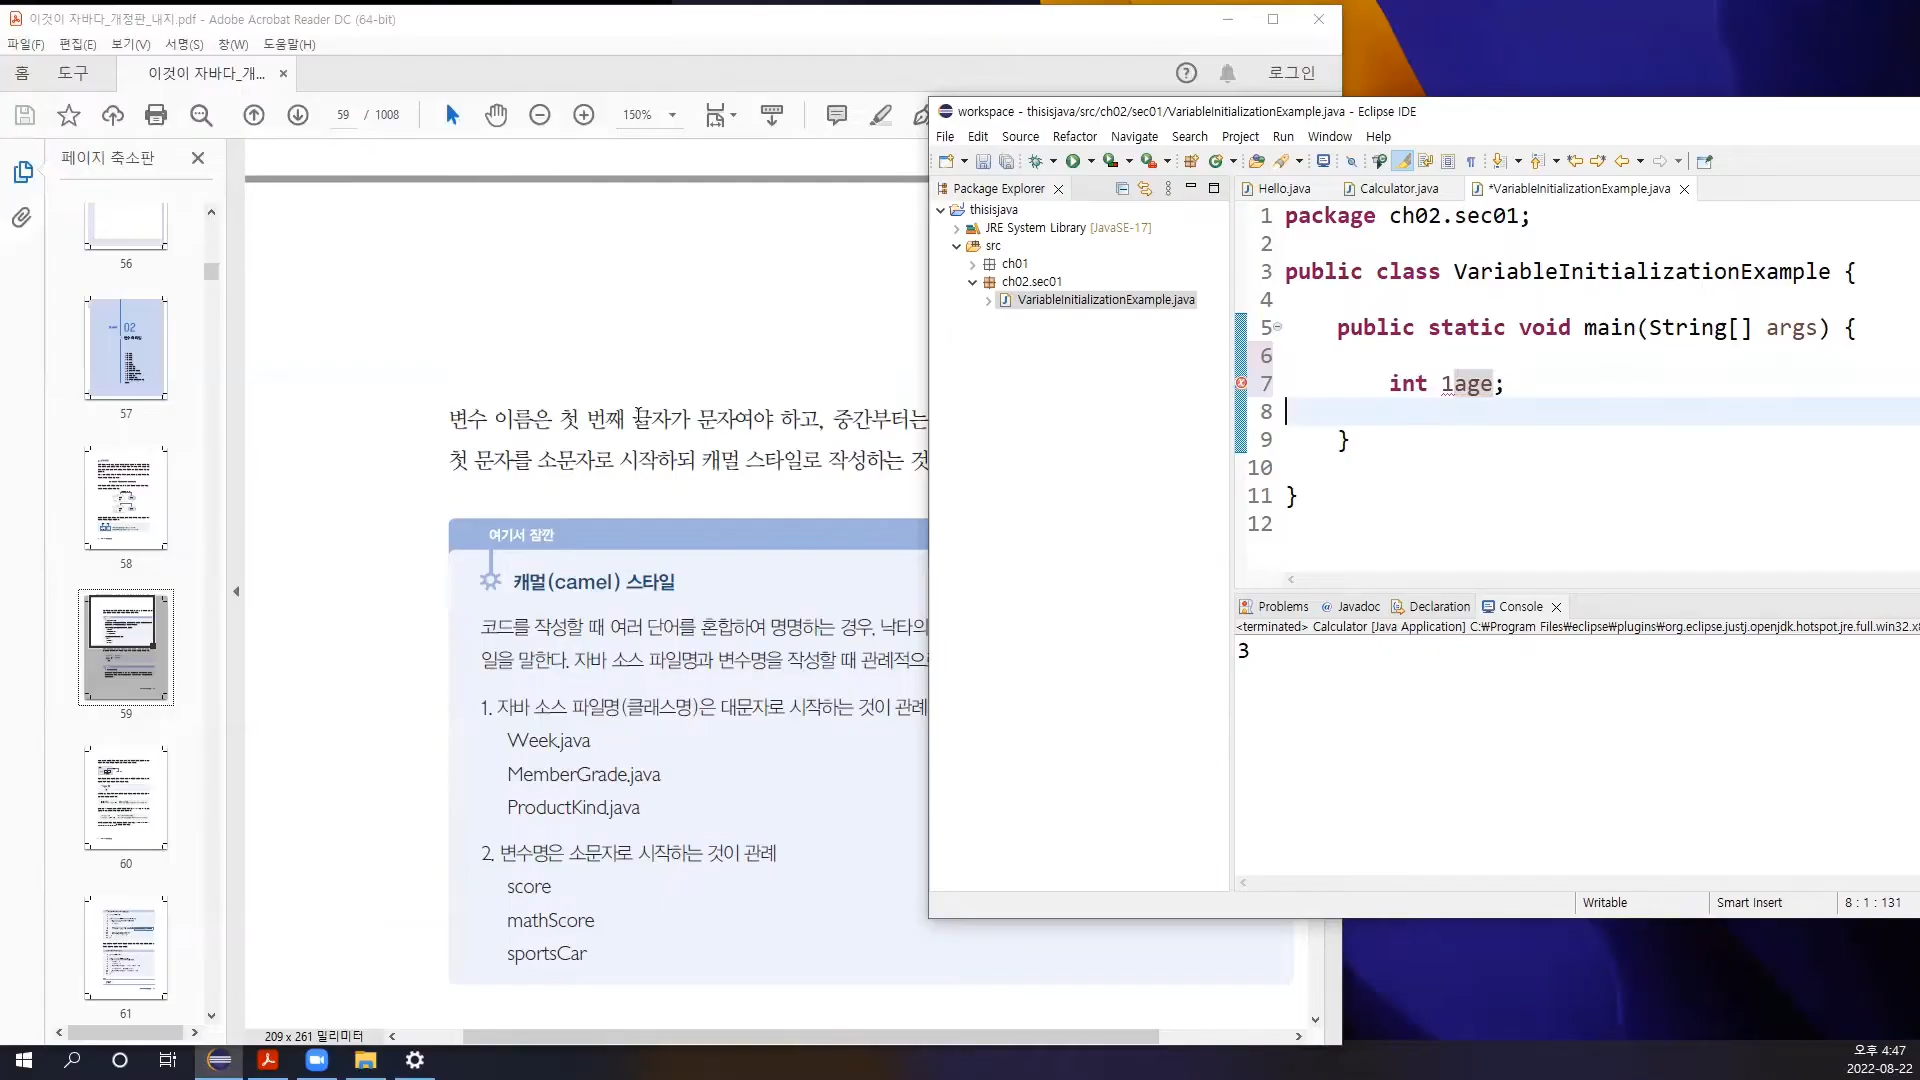 이것이 자바다_개정판_내지.pdf - Adobe Acrobat Reader DC (64-bit)
파일(F) 편집(E) 보기(V) 서명(S) 창(W) 도움말(H)
홈 도구 이것이 자바다_개... × 로그인
59 / 1008 150%
페이지 축소판
56
02
57
58
59
60
61
변수 이름은 첫 번째 글자가 문자여야 하고, 중간부터는
첫 문자를 소문자로 시작하되 캐멀 스타일로 작성하는 것
여기서 잠깐
캐멀(camel) 스타일
코드를 작성할 때 여러 단어를 혼합하여 명명하는 경우, 낙타의
일을 말한다. 자바 소스 파일명과 변수명을 작성할 때 관례적으
1. 자바 소스 파일명(클래스명)은 대문자로 시작하는 것이 관례
Week.java
MemberGrade.java
ProductKind.java
2. 변수명은 소문자로 시작하는 것이 관례
score
mathScore
sportsCar
209 x 261 밀리미터
workspace - thisisjava/src/ch02/sec01/VariableInitializationExample.java - Eclipse IDE
File Edit Source Refactor Navigate Search Project Run Window Help
Package Explorer
thisisjava
JRE System Library [JavaSE-17]
src
ch01
ch02.sec01
VariableInitializationExample.java
Hello.java Calculator.java *VariableInitializationExample.java
1 package ch02.sec01;
2
3 public class VariableInitializationExample {
4
5 public static void main(String[] args) {
6
7 int 1age;
8
9 }
10
11 }
12
Problems @ Javadoc Declaration Console
<terminated> Calculator [Java Application] C:₩Program Files₩eclipse₩plugins₩org.eclipse.justj.openjdk.hotspot.jre.full.win32.x
3
Writable Smart Insert 8 : 1 : 131
오후 4:47
2022-08-22